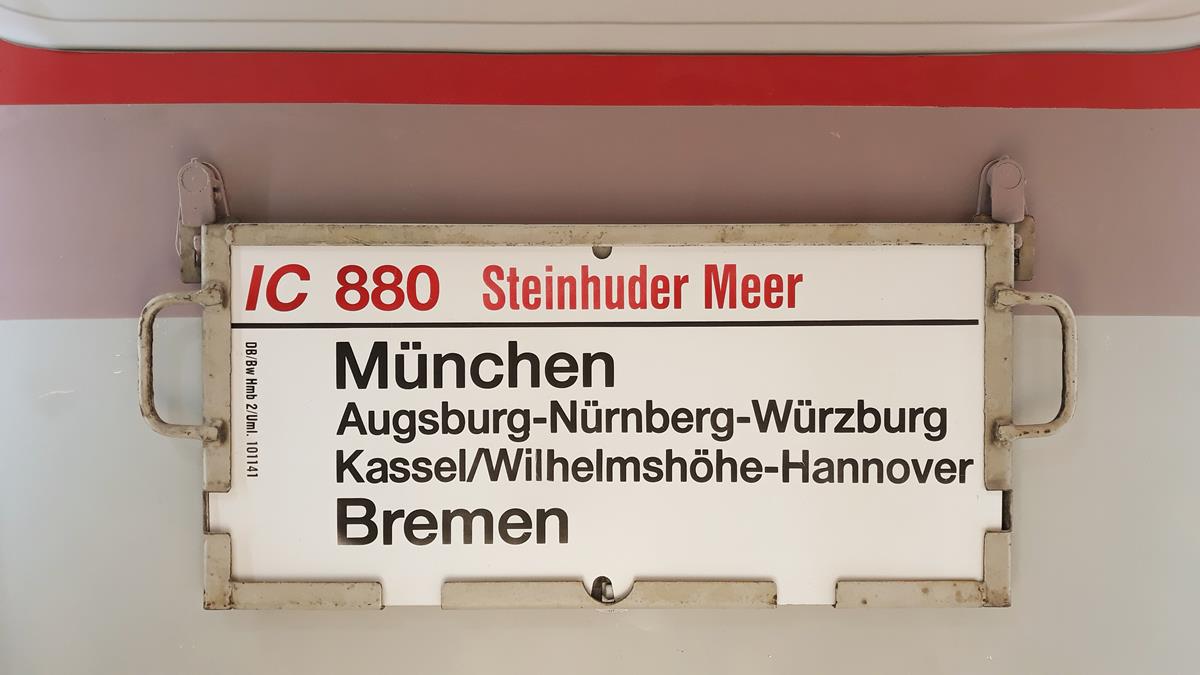 IC 880 Steinhuder Meer
München
Augsburg-Nürnberg-Würzburg
Kassel/Wilhelmshöhe-Hannover
Bremen
DB/Bw Hmb 2/Uml. 101141